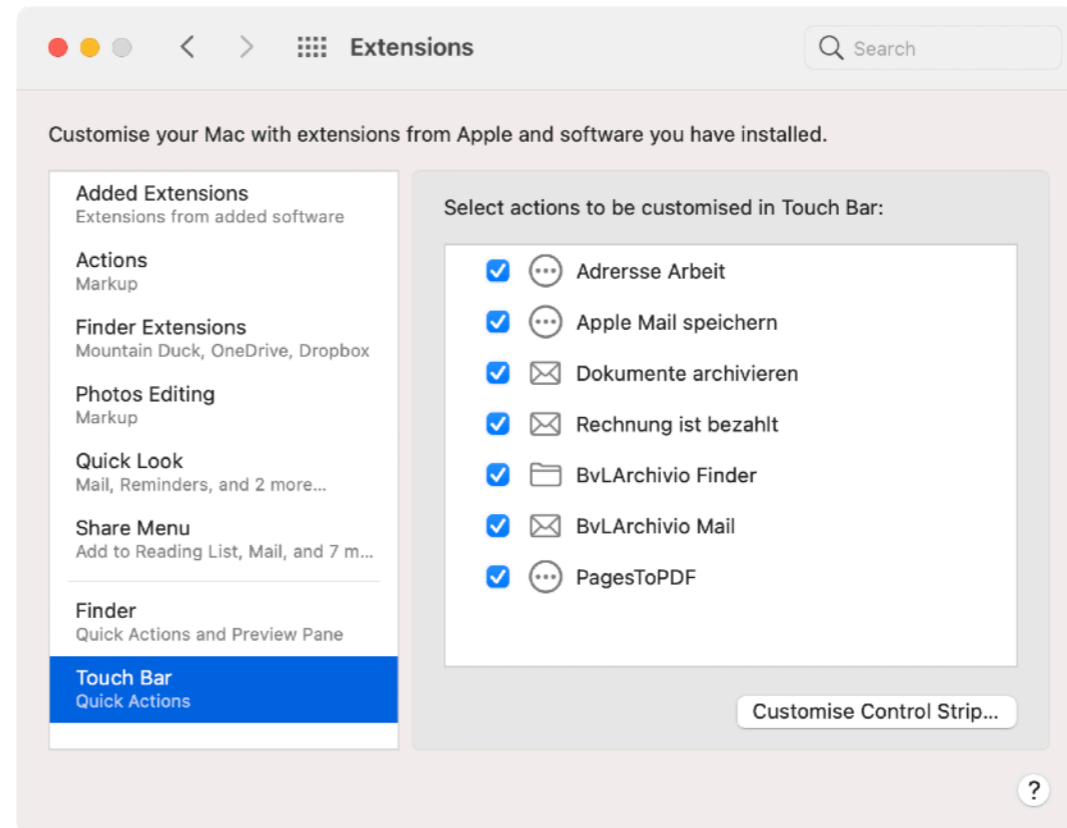 Extensions
Search
Customise your Mac with extensions from Apple and software you have installed.
Added Extensions
Extensions from added software
Actions
Markup
Finder Extensions
Mountain Duck, OneDrive, Dropbox
Photos Editing
Markup
Quick Look
Mail, Reminders, and 2 more...
Share Menu
Add to Reading List, Mail, and 7 m...
Finder
Quick Actions and Preview Pane
Touch Bar
Quick Actions
Select actions to be customised in Touch Bar:
Adrersse Arbeit
Apple Mail speichern
Dokumente archivieren
Rechnung ist bezahlt
BvLArchivio Finder
BvLArchivio Mail
PagesToPDF
Customise Control Strip...
?